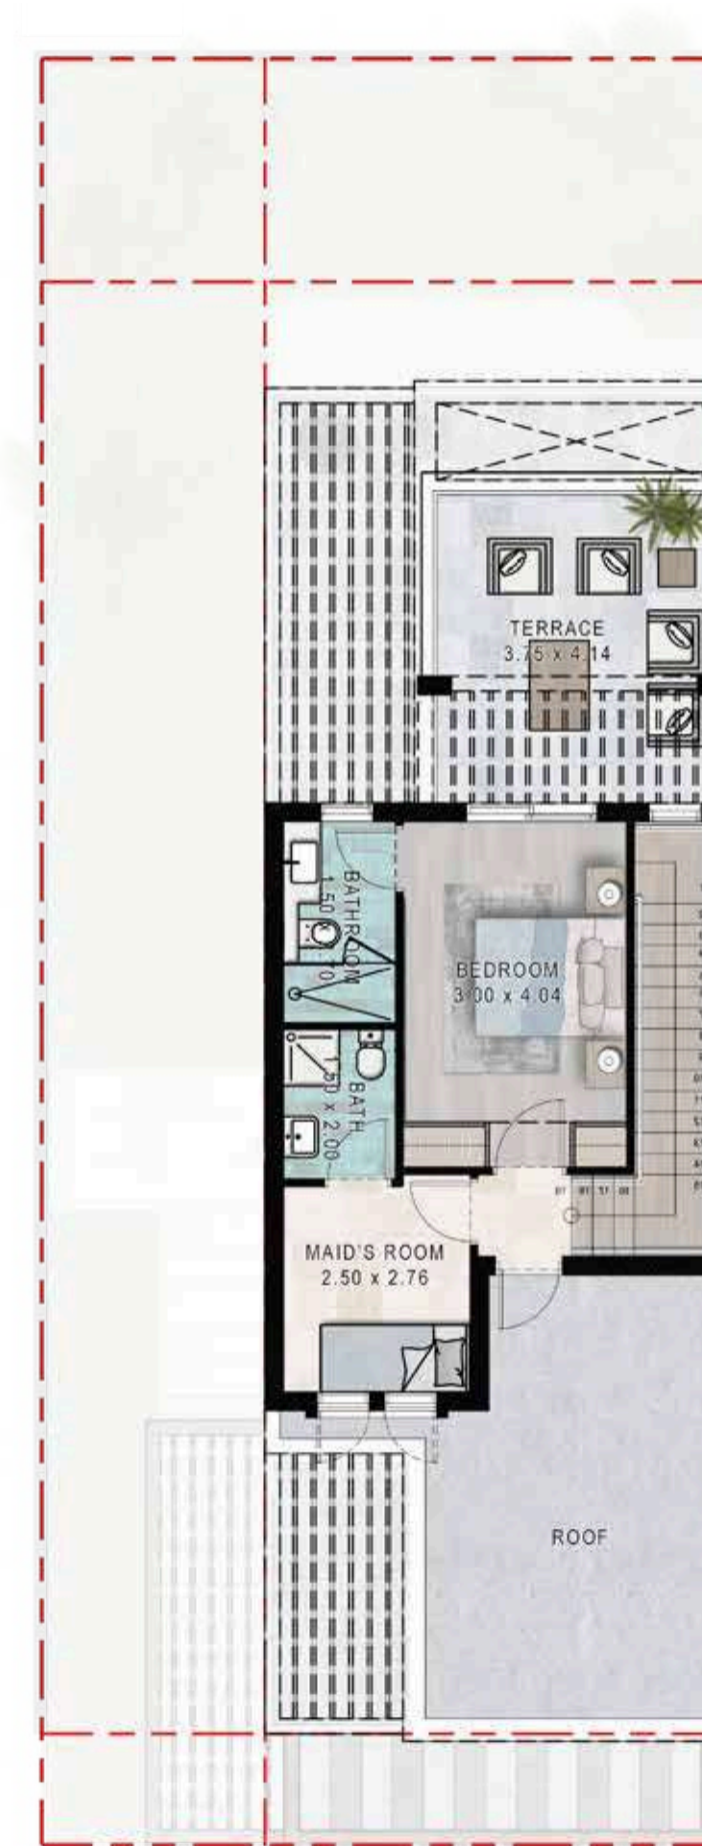 TERRACE
3.75 x 4.14
BATHROOM
BEDROOM
3.00 x 4.04
BATH
1.50 x 2.00
MAID'S ROOM
2.50 x 2.76
ROOF